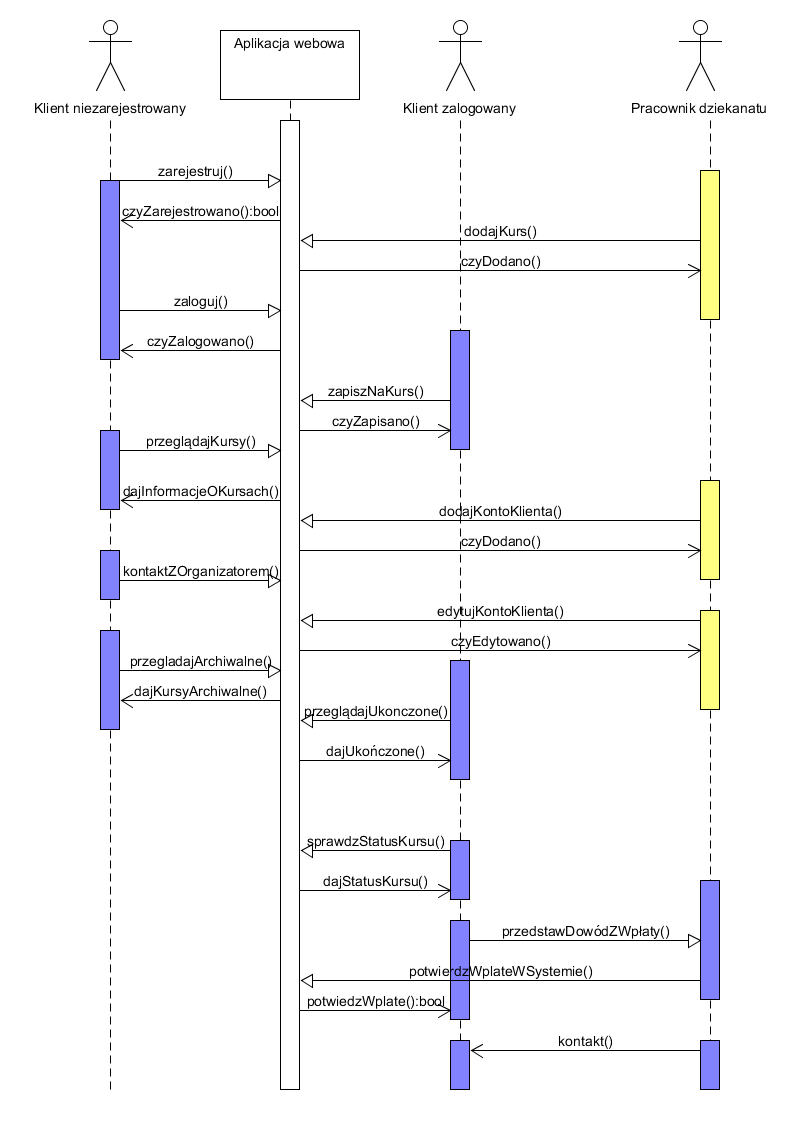 Aplikacja webowa
Klient niezarejestrowany
Klient zalogowany
Pracownik dziekanatu
zarejestruj()
czyZarejestrowano():bool
dodajKurs()
czyDodano()
zaloguj()
czyZalogowano()
zapiszNaKurs()
czyZapisano()
przeglądajKursy()
dajInformacjeOKursach()
dodajKontoKlienta()
czyDodano()
kontaktZOrganizatorem()
edytujKontoKlienta()
czyEdytowano()
przegladajArchiwalne()
dajKursyArchiwalne()
przeglądajUkonczone()
dajUkończone()
sprawdzStatusKursu()
dajStatusKursu()
przedstawDowódZWpłaty()
potwierdzWplateWSystemie()
potwiedzWplate():bool
kontakt()